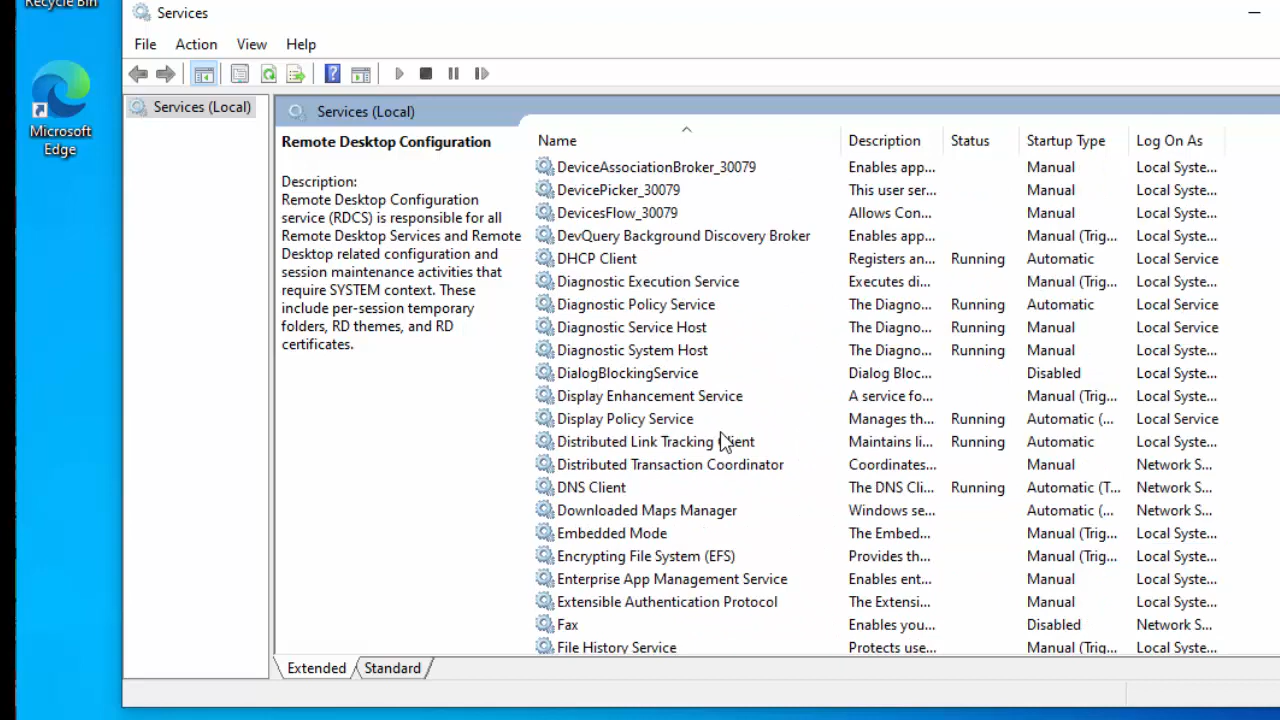 Recycle Bin
Services
File Action View Help
Services (Local)
Microsoft
Edge
Services (Local)
Remote Desktop Configuration
Description:
Remote Desktop Configuration
service (RDCS) is responsible for all
Remote Desktop Services and Remote
Desktop related configuration and
session maintenance activities that
require SYSTEM context. These
include per-session temporary
folders, RD themes, and RD
certificates.
Name Description Status Startup Type Log On As
DeviceAssociationBroker_30079 Enables app... Manual Local Syste...
DevicePicker_30079 This user ser... Manual Local Syste...
DevicesFlow_30079 Allows Con... Manual Local Syste...
DevQuery Background Discovery Broker Enables app... Manual (Trig... Local Syste...
DHCP Client Registers an... Running Automatic Local Service
Diagnostic Execution Service Executes di... Manual (Trig... Local Syste...
Diagnostic Policy Service The Diagno... Running Automatic Local Service
Diagnostic Service Host The Diagno... Running Manual Local Service
Diagnostic System Host The Diagno... Running Manual Local Syste...
DialogBlockingService Dialog Bloc... Disabled Local Syste...
Display Enhancement Service A service fo... Manual (Trig... Local Syste...
Display Policy Service Manages th... Running Automatic (... Local Service
Distributed Link Tracking Client Maintains li... Running Automatic Local Syste...
Distributed Transaction Coordinator Coordinates... Manual Network S...
DNS Client The DNS Cli... Running Automatic (T... Network S...
Downloaded Maps Manager Windows se... Automatic (... Network S...
Embedded Mode The Embed... Manual (Trig... Local Syste...
Encrypting File System (EFS) Provides th... Manual (Trig... Local Syste...
Enterprise App Management Service Enables ent... Manual Local Syste...
Extensible Authentication Protocol The Extensi... Manual Local Syste...
Fax Enables you... Disabled Network S...
File History Service Protects use... Manual (Trig... Local Syste...
Extended Standard